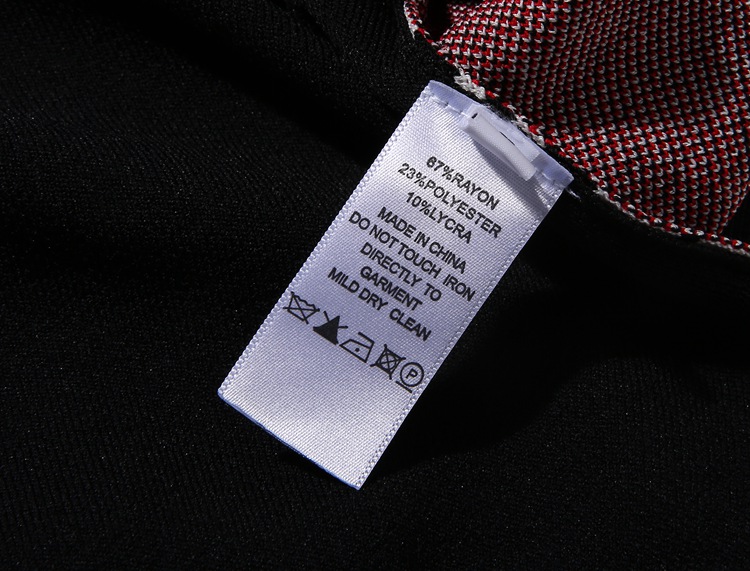 67%RAYON
23%POLYESTER
10%LYCRA
MADE IN CHINA
DO NOT TOUCH IRON
DIRECTLY TO
GARMENT
MILD DRY CLEAN
P